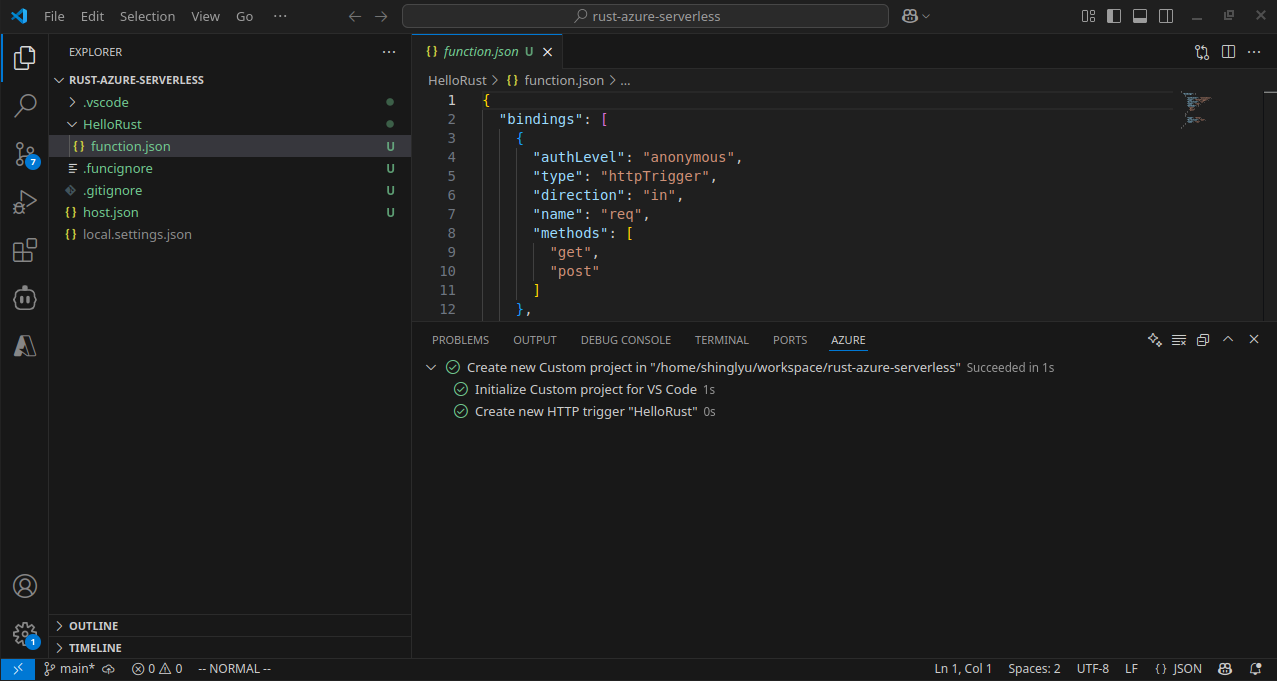 File Edit Selection View Go ···
rust-azure-serverless
EXPLORER
RUST-AZURE-SERVERLESS
.vscode
HelloRust
{} function.json U
.funcignore U
.gitignore U
{} host.json U
{} local.settings.json
OUTLINE
TIMELINE
7
1
{} function.json U
HelloRust > {} function.json > ...
1 {
2 "bindings": [
3 {
4 "authLevel": "anonymous",
5 "type": "httpTrigger",
6 "direction": "in",
7 "name": "req",
8 "methods": [
9 "get",
10 "post"
11 ]
12 },
PROBLEMS OUTPUT DEBUG CONSOLE TERMINAL PORTS AZURE
Create new Custom project in "/home/shinglyu/workspace/rust-azure-serverless" Succeeded in 1s
Initialize Custom project for VS Code 1s
Create new HTTP trigger "HelloRust" 0s
main* 0 0 -- NORMAL -- Ln 1, Col 1 Spaces: 2 UTF-8 LF {} JSON